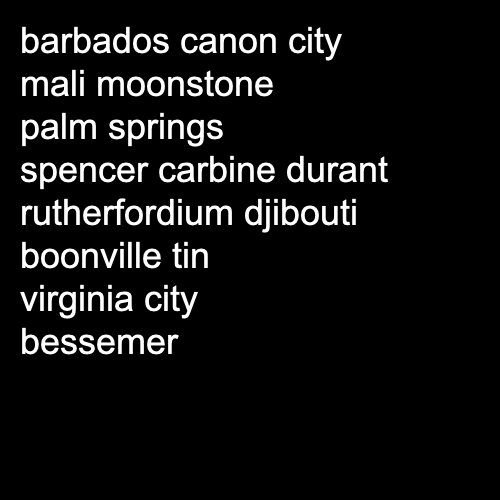 barbados canon city
mali moonstone
palm springs
spencer carbine durant
rutherfordium djibouti
boonville tin
virginia city
bessemer